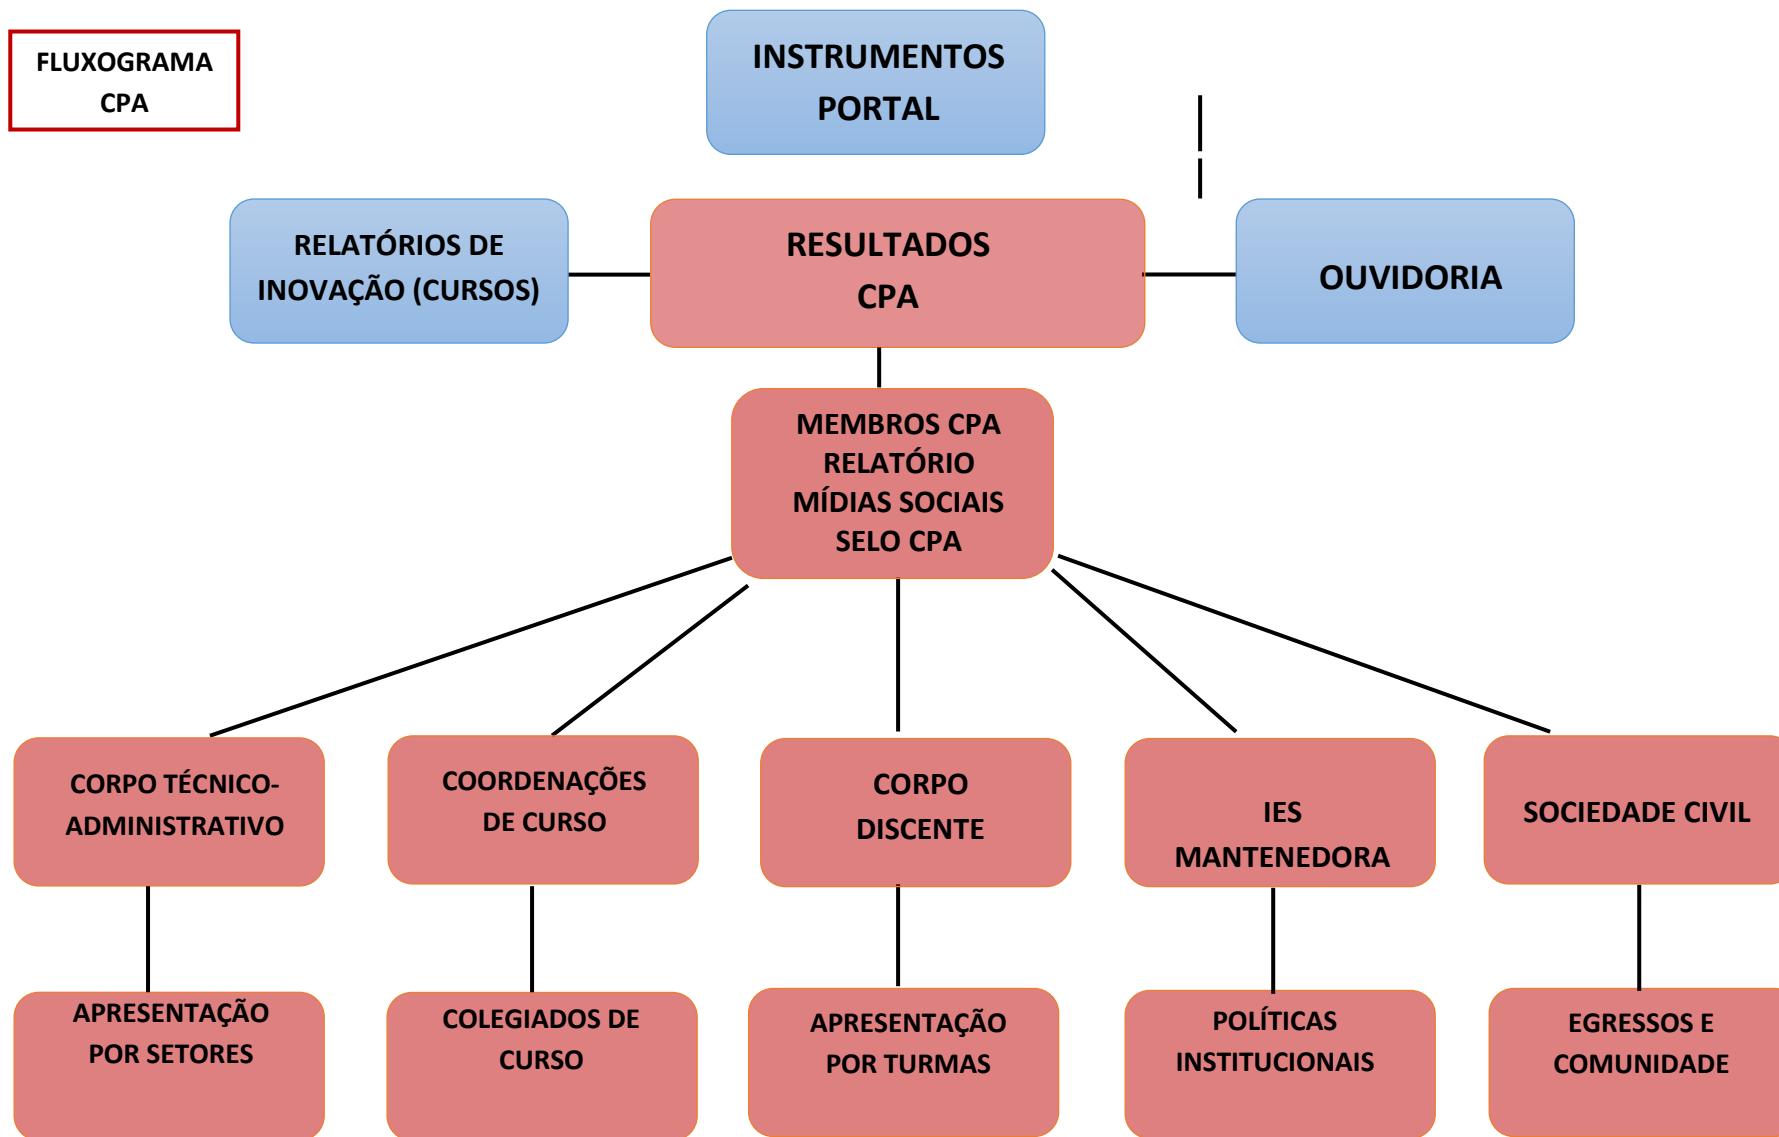 FLUXOGRAMA
CPA
INSTRUMENTOS
PORTAL
RELATÓRIOS DE
INOVAÇÃO (CURSOS)
RESULTADOS
CPA
OUVIDORIA
MEMBROS CPA
RELATÓRIO
MÍDIAS SOCIAIS
SELO CPA
CORPO TÉCNICO-
ADMINISTRATIVO
COORDENAÇÕES
DE CURSO
CORPO
DISCENTE
IES
MANTENEDORA
SOCIEDADE CIVIL
APRESENTAÇÃO
POR SETORES
COLEGIADOS DE
CURSO
APRESENTAÇÃO
POR TURMAS
POLÍTICAS
INSTITUCIONAIS
EGRESSOS E
COMUNIDADE